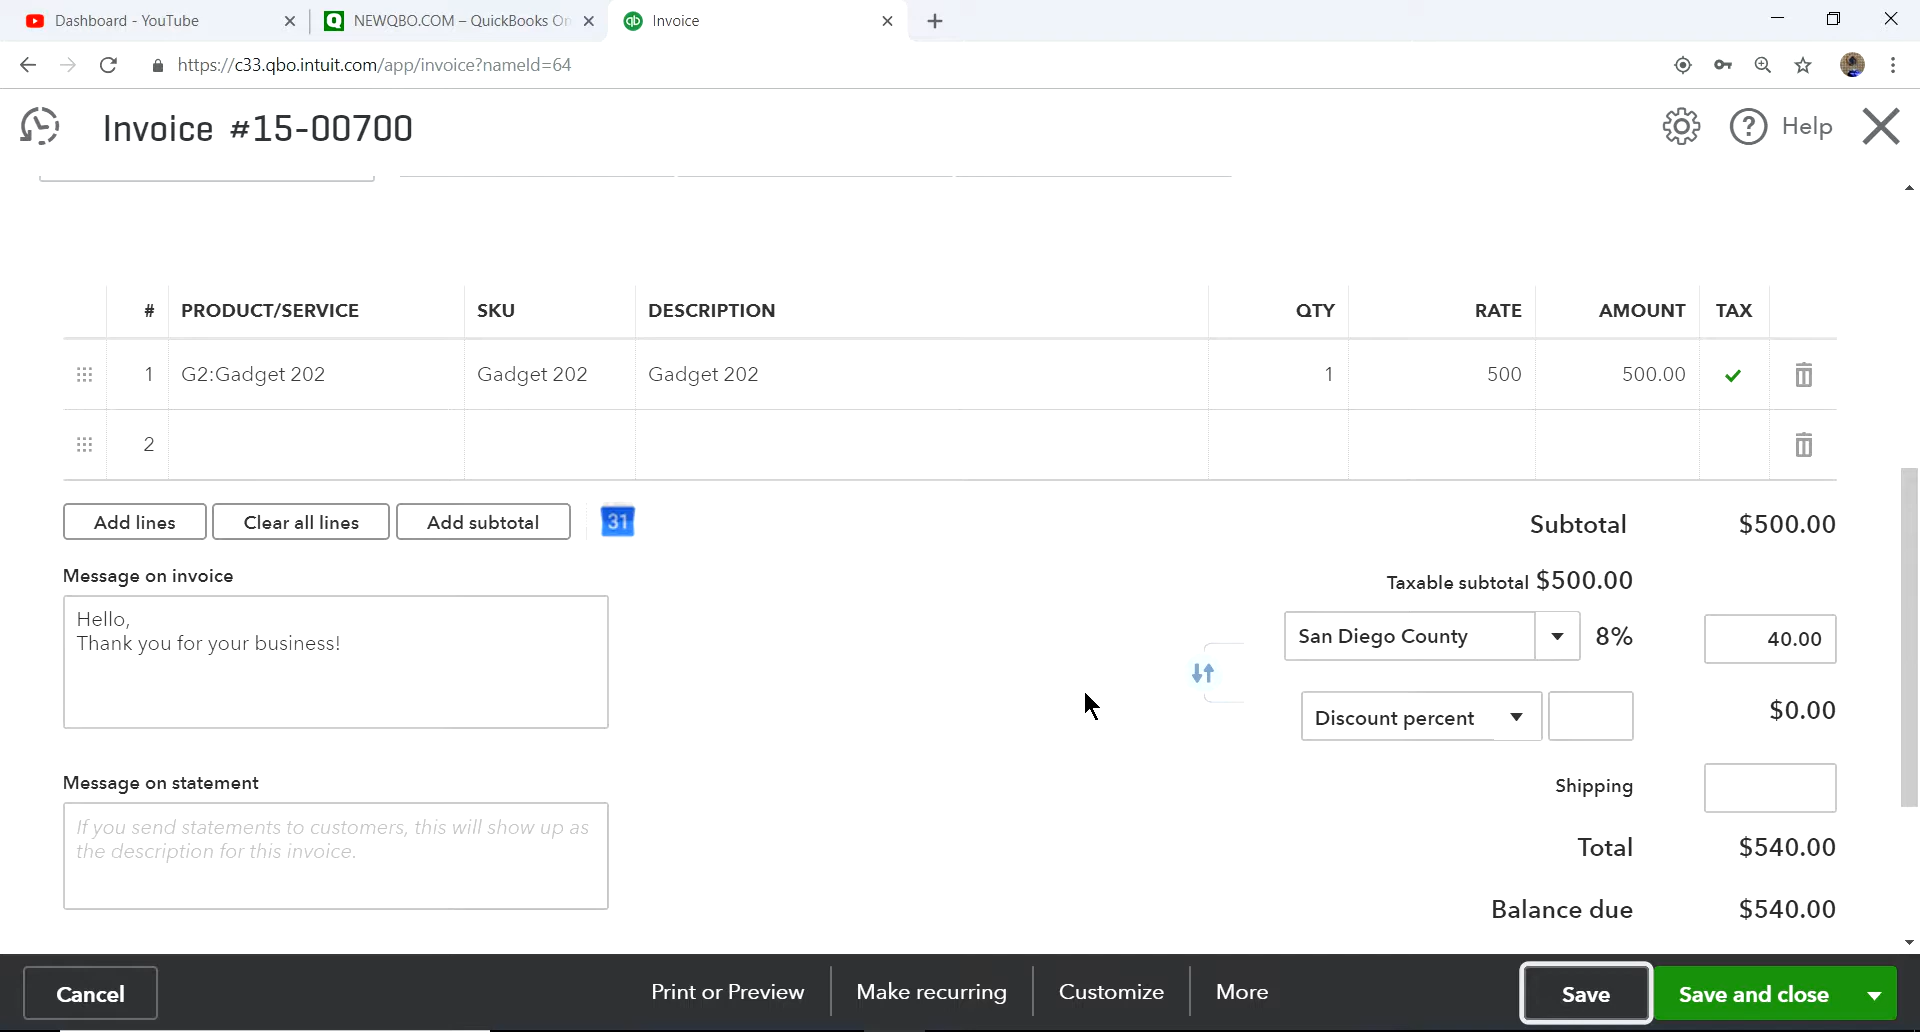 Dashboard - YouTube
NEWQBO.COM – QuickBooks On
qb Invoice
https://c33.qbo.intuit.com/app/invoice?nameId=64
Invoice #15-00700
? Help
# PRODUCT/SERVICE SKU DESCRIPTION QTY RATE AMOUNT TAX
1 G2:Gadget 202 Gadget 202 Gadget 202 1 500 500.00
2
Add lines Clear all lines Add subtotal 31
Subtotal $500.00
Message on invoice
Taxable subtotal $500.00
Hello,
Thank you for your business!
San Diego County 8% 40.00
Discount percent $0.00
Message on statement
Shipping
If you send statements to customers, this will show up as
the description for this invoice.
Total $540.00
Balance due $540.00
Cancel Print or Preview Make recurring Customize More Save Save and close